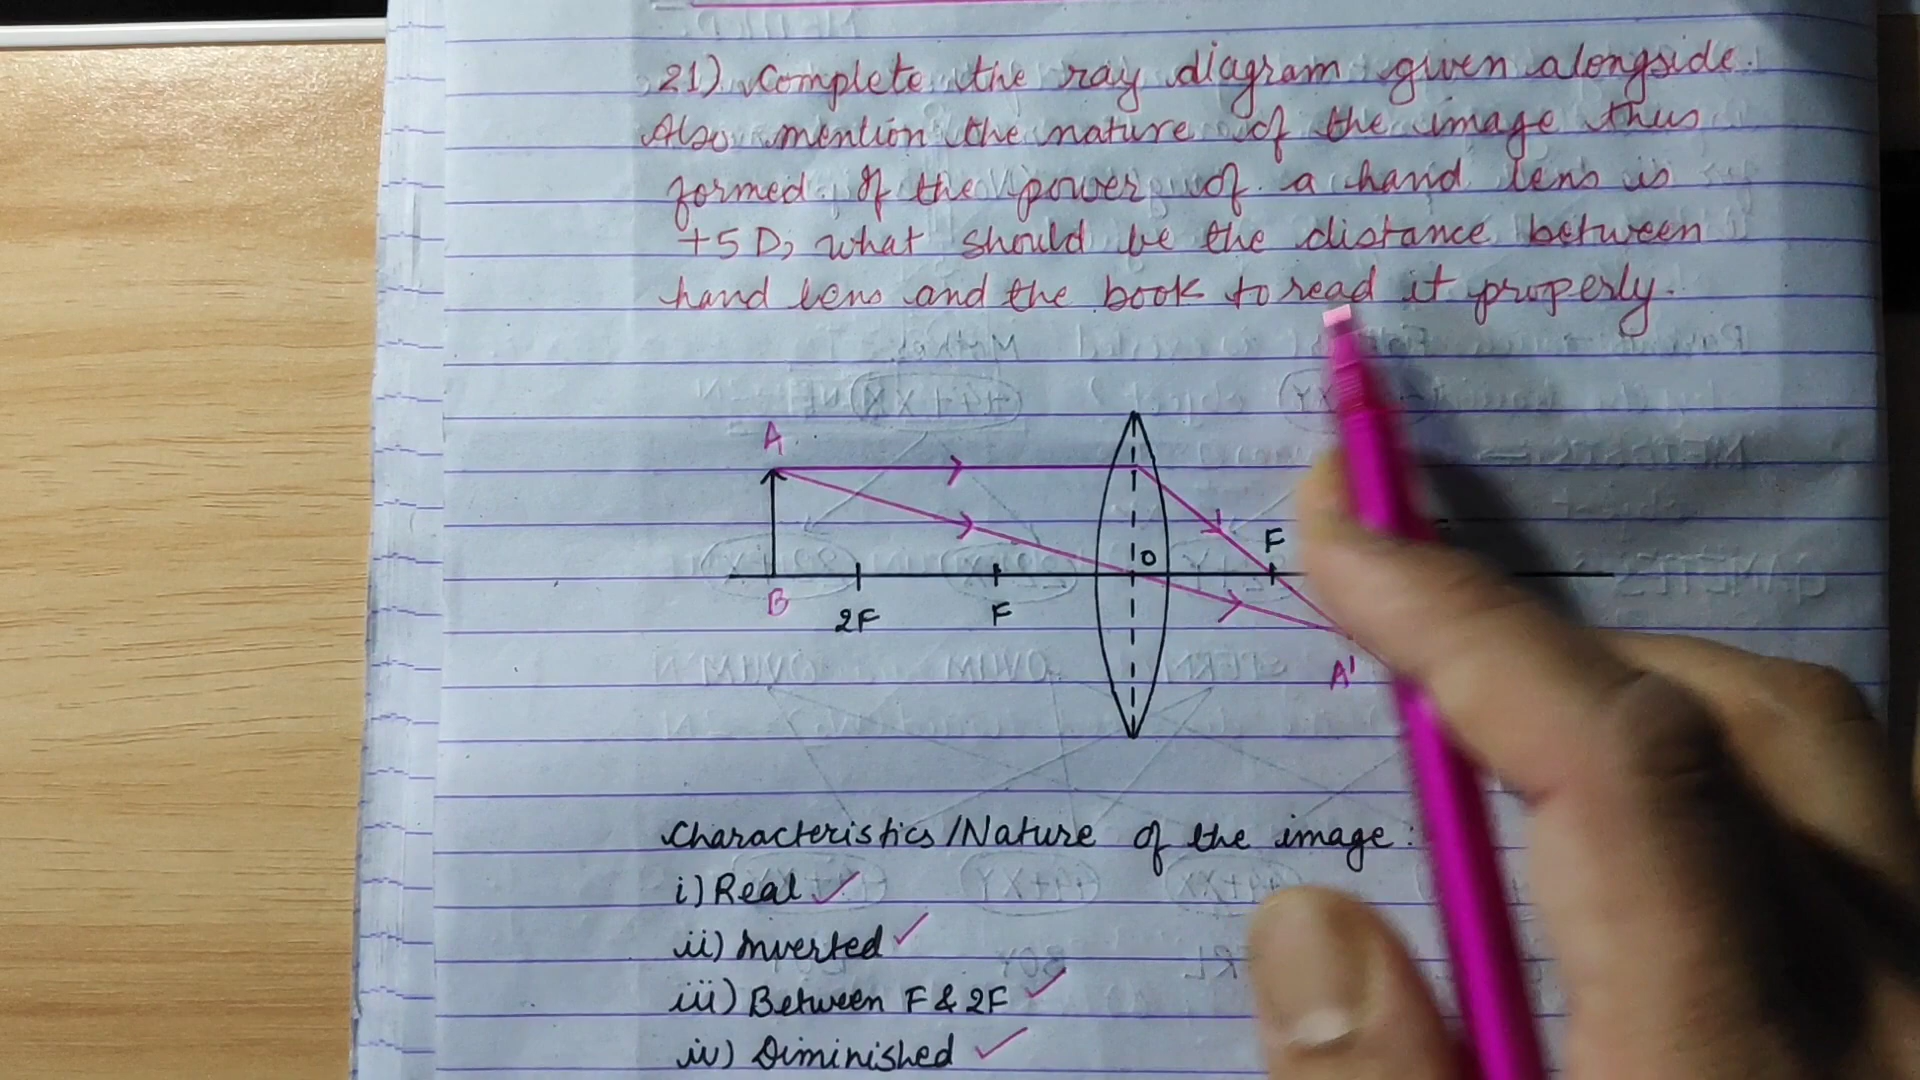 21) Complete the ray diagram given alongside.
Also mention the nature of the image thus
formed. If the power of a hand lens is
+5 D, what should be the distance between
hand lens and the book to read it properly.
A
O
F
B
2F
F
A'
Characteristics/Nature of the image:
i) Real ✓
ii) Inverted ✓
iii) Between F & 2F ✓
iv) Diminished ✓